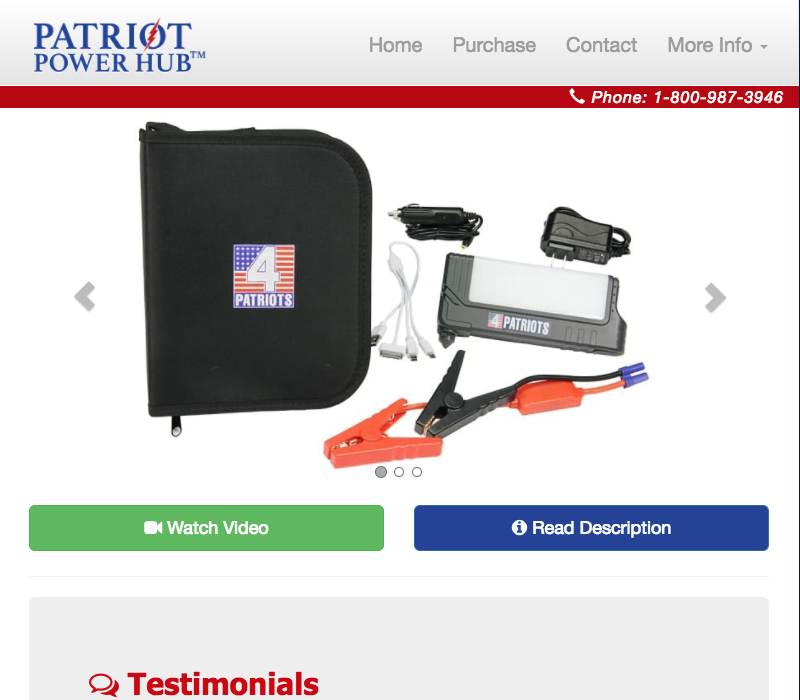 PATRIOT
POWER HUB™
Home Purchase Contact More Info
Phone: 1-800-987-3946
4
PATRIOTS
4 PATRIOTS
Watch Video
Read Description
Testimonials